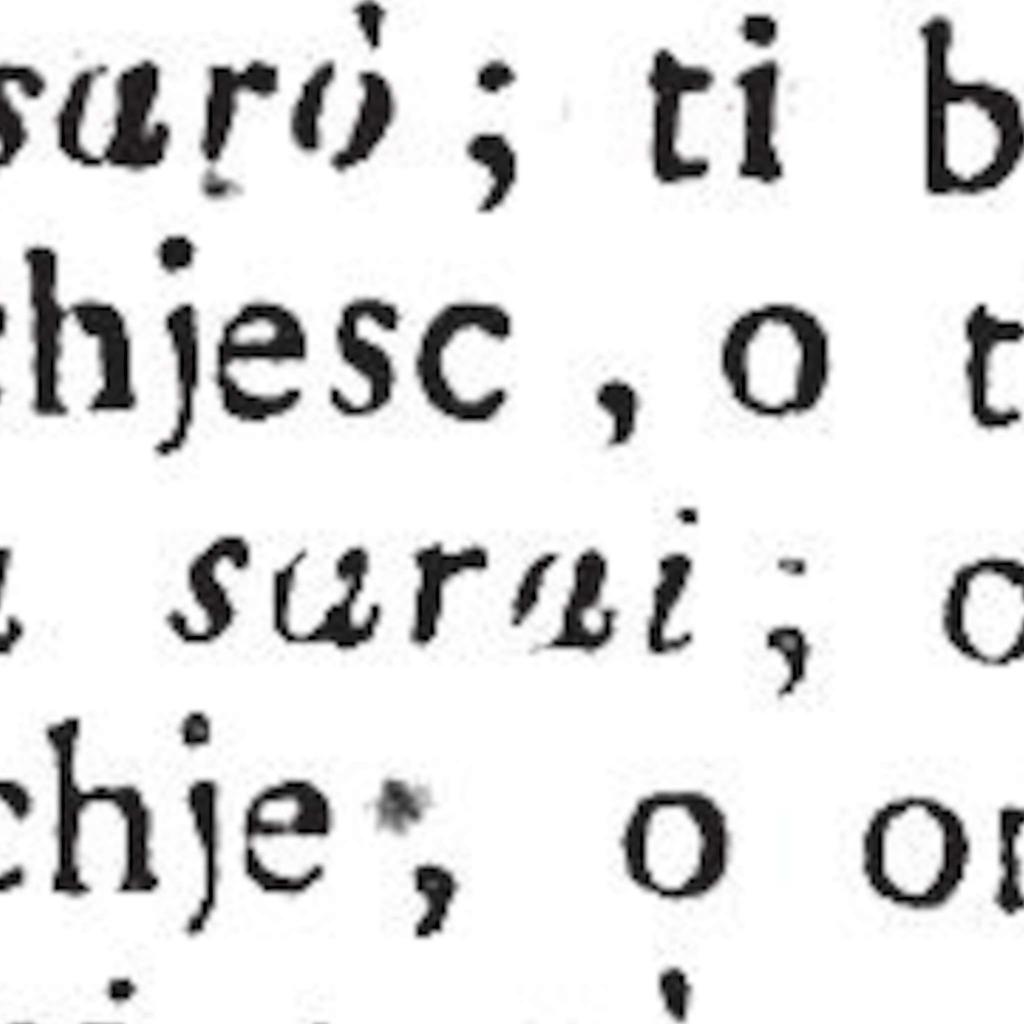 sarò ; ti b
hjesc , o t
sarai ; o
chje , o or